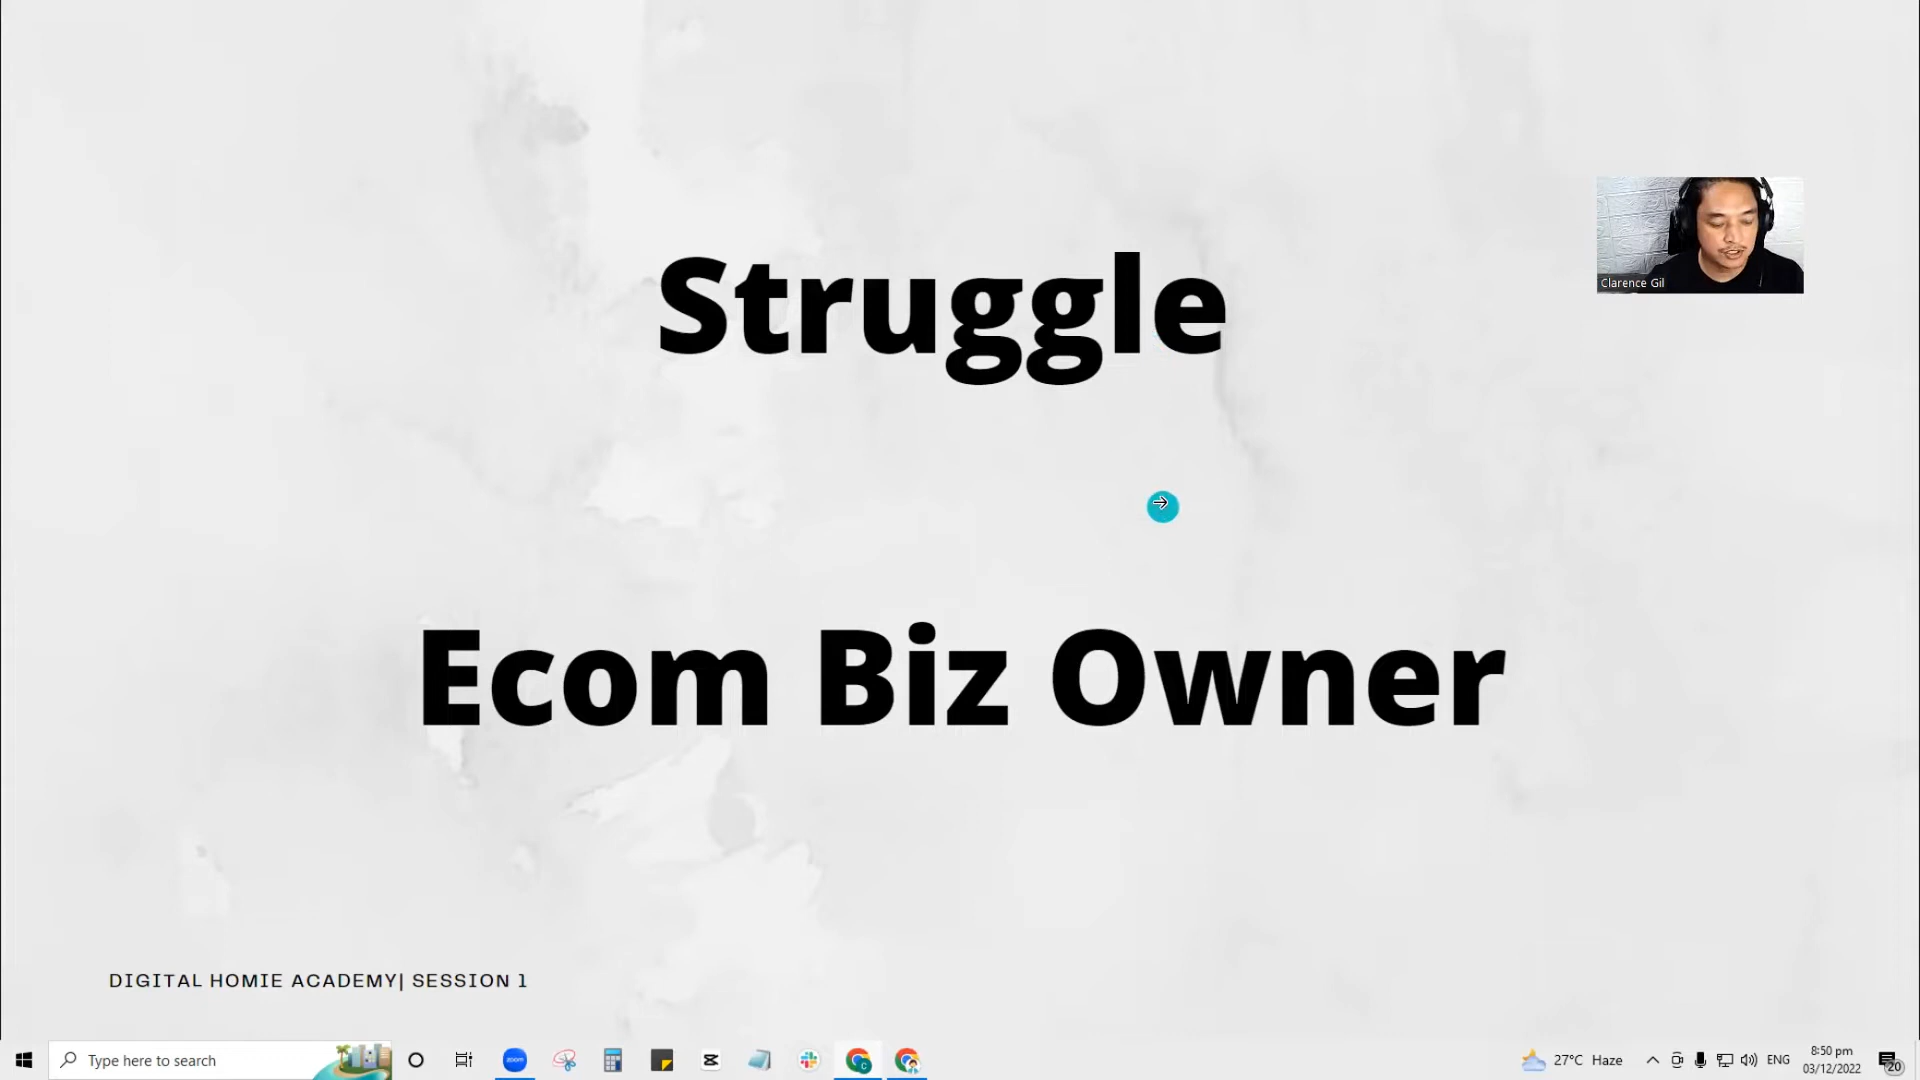 Struggle
Clarence Gil
Ecom Biz Owner
DIGITAL HOMIE ACADEMY| SESSION 1
Type here to search
zoom
27°C Haze
ENG
8:50 pm
03/12/2022
20